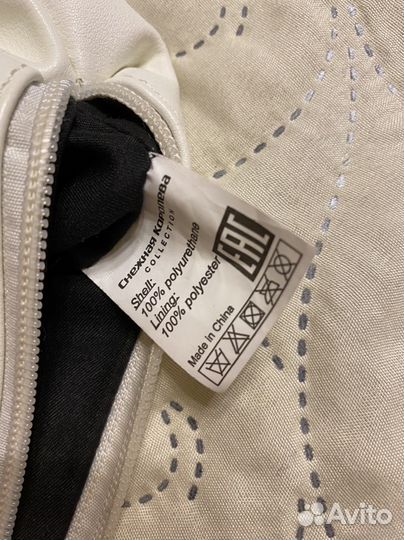 Снежная Королева
COLLECTION
Shell:
100% polyurethane
Lining:
100% polyester
EAC
Made in China
Avito